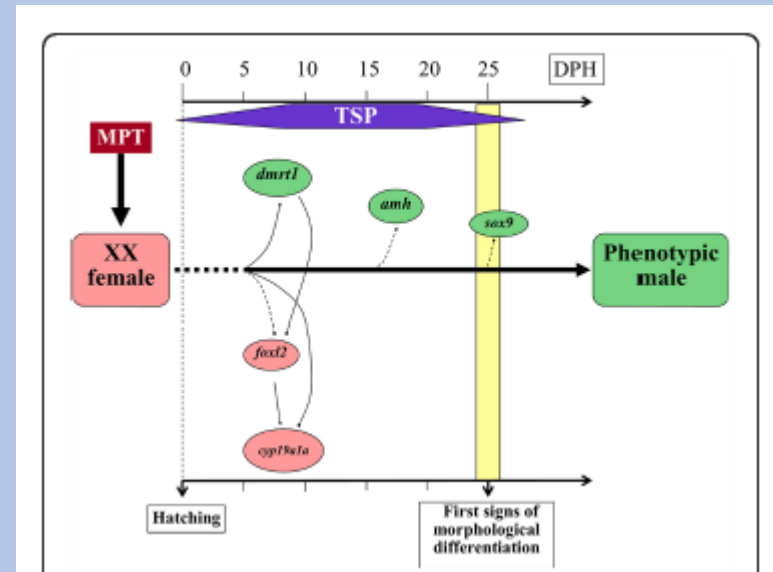 0 5 10 15 20 25 DPH
TSP
MPT
dmrt1
amh
sox9
XX
female
Phenotypic
male
foxl2
cyp19a1a
Hatching
First signs of
morphological
differentiation